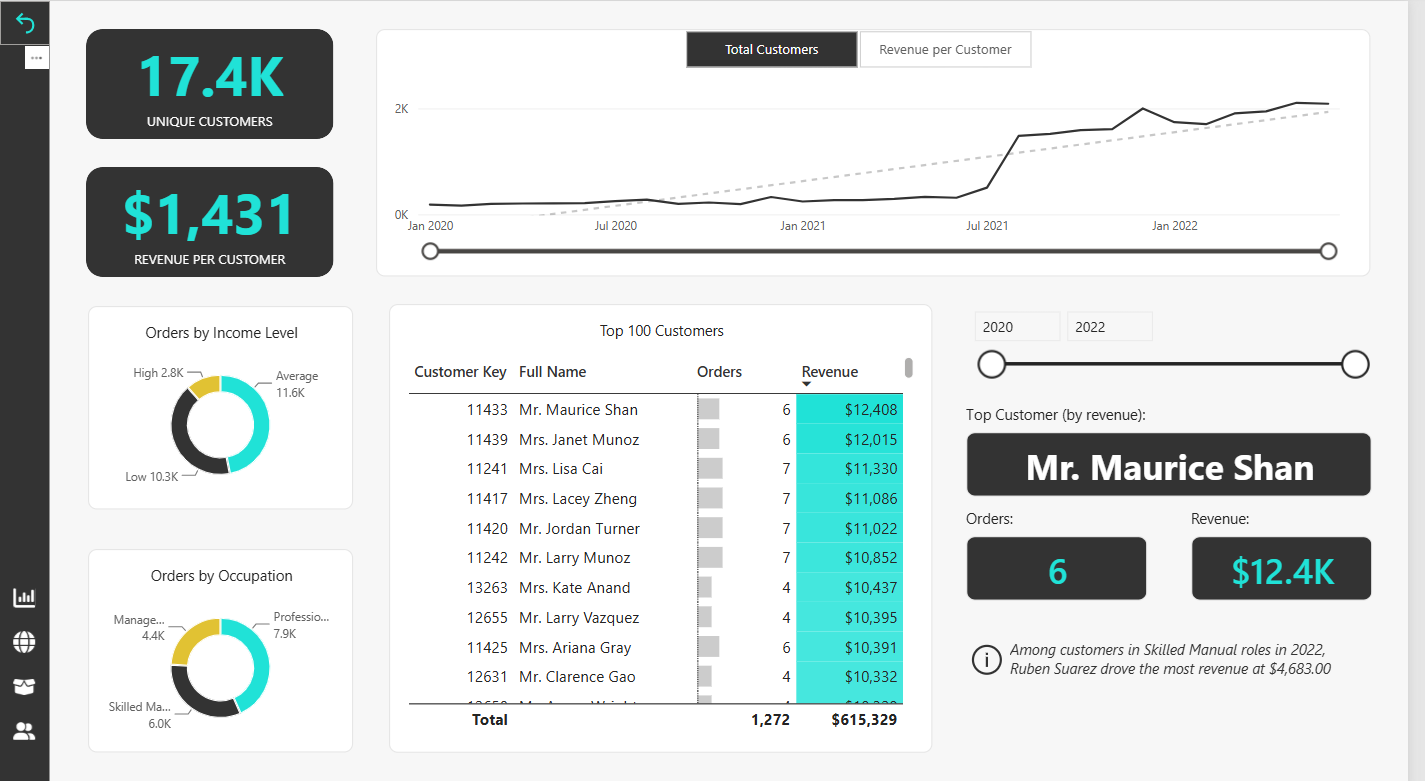 17.4K
UNIQUE CUSTOMERS
$1,431
REVENUE PER CUSTOMER
Total Customers
Revenue per Customer
2K
0K
Jan 2020
Jul 2020
Jan 2021
Jul 2021
Jan 2022
Orders by Income Level
High 2.8K
Average
11.6K
Low 10.3K
Orders by Occupation
Manage...
4.4K
Professio...
7.9K
Skilled Ma...
6.0K
Top 100 Customers
Customer Key Full Name Orders Revenue
11433 Mr. Maurice Shan 6 $12,408
11439 Mrs. Janet Munoz 6 $12,015
11241 Mrs. Lisa Cai 7 $11,330
11417 Mrs. Lacey Zheng 7 $11,086
11420 Mr. Jordan Turner 7 $11,022
11242 Mr. Larry Munoz 7 $10,852
13263 Mrs. Kate Anand 4 $10,437
12655 Mr. Larry Vazquez 4 $10,395
11425 Mrs. Ariana Gray 6 $10,391
12631 Mr. Clarence Gao 4 $10,332
Total 1,272 $615,329
2020
2022
Top Customer (by revenue):
Mr. Maurice Shan
Orders:
6
Revenue:
$12.4K
Among customers in Skilled Manual roles in 2022,
Ruben Suarez drove the most revenue at $4,683.00